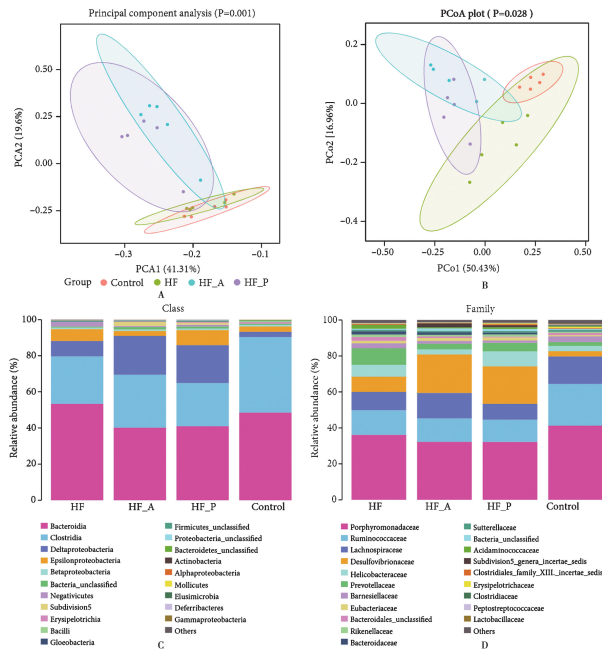 Principal component analysis (P=0.001)
0.50
0.25
0.00
-0.25
PCA2 (19.6%)
-0.3
-0.2
-0.1
PCA1 (41.31%)
Group
Control
HF
HF_A
HF_P
A
PCoA plot ( P=0.028 )
0.2
0.0
-0.2
-0.4
PCo2 [16.96%]
-0.50
-0.25
0.00
0.25
0.50
PCo1 (50.43%)
B
Class
100
80
60
40
20
0
Relative abundance (%)
HF
HF_A
HF_P
Control
Bacteroidia
Clostridia
Deltaproteobacteria
Epsilonproteobacteria
Betaproteobacteria
Bacteria_unclassified
Negativicutes
Subdivision5
Erysipelotrichia
Bacilli
Gloeobacteria
Firmicutes_unclassified
Proteobacteria_unclassified
Bacteroidetes_unclassified
Actinobacteria
Alphaproteobacteria
Mollicutes
Elusimicrobia
Deferribacteres
Gammaproteobacteria
Others
C
Family
100
80
60
40
20
0
Relative abundance (%)
HF
HF_A
HF_P
Control
Porphyromonadaceae
Ruminococcaceae
Lachnospiraceae
Desulfovibrionaceae
Helicobacteraceae
Prevotellaceae
Barnesiellaceae
Eubacteriaceae
Bacteroidales_unclassified
Rikenellaceae
Bacteroidaceae
Sutterellaceae
Bacteria_unclassified
Acidaminococcaceae
Subdivision5_genera_incertae_sedis
Clostridiales_family_XIII._incertae_sedis
Erysipelotrichaceae
Clostridiaceae
Peptostreptococcaceae
Lactobacillaceae
Others
D